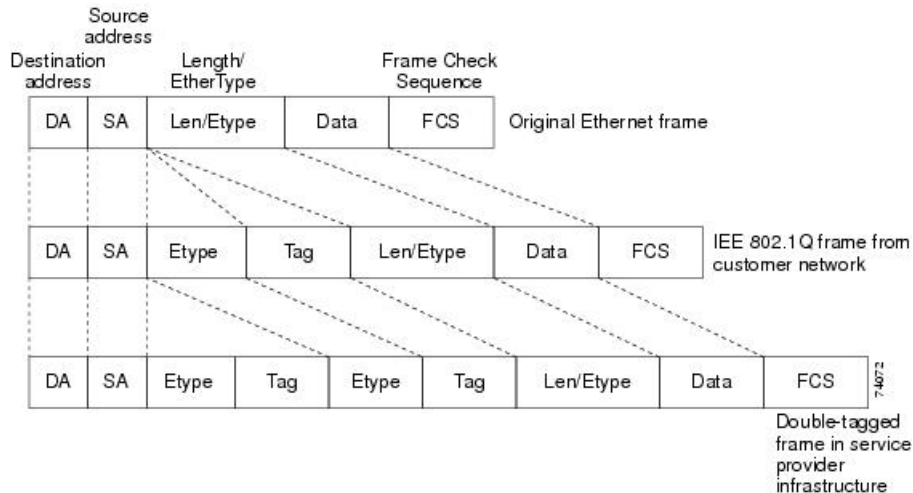 Source
address
Destination
address
Length/
EtherType
Frame Check
Sequence
DA SA Len/Etype Data FCS Original Ethernet frame
DA SA Etype Tag Len/Etype Data FCS
IEE 802.1Q frame from
customer network
DA SA Etype Tag Etype Tag Len/Etype Data FCS
74072
Double-tagged
frame in service
provider
infrastructure